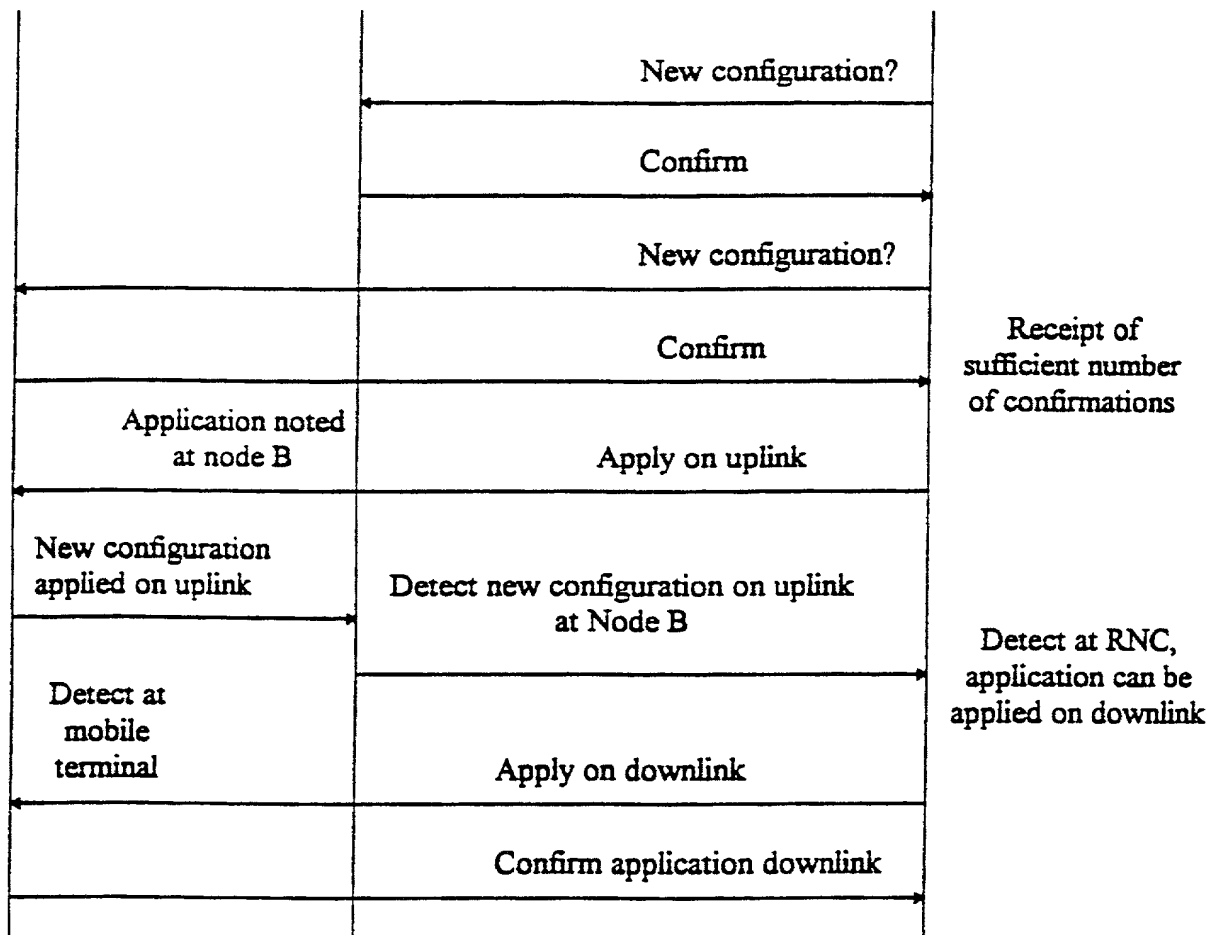 New configuration?
Confirm
New configuration?
Confirm
Receipt of
sufficient number
of confirmations
Application noted
at node B
Apply on uplink
New configuration
applied on uplink
Detect new configuration on uplink
at Node B
Detect at RNC,
application can be
applied on downlink
Detect at
mobile
terminal
Apply on downlink
Confirm application downlink